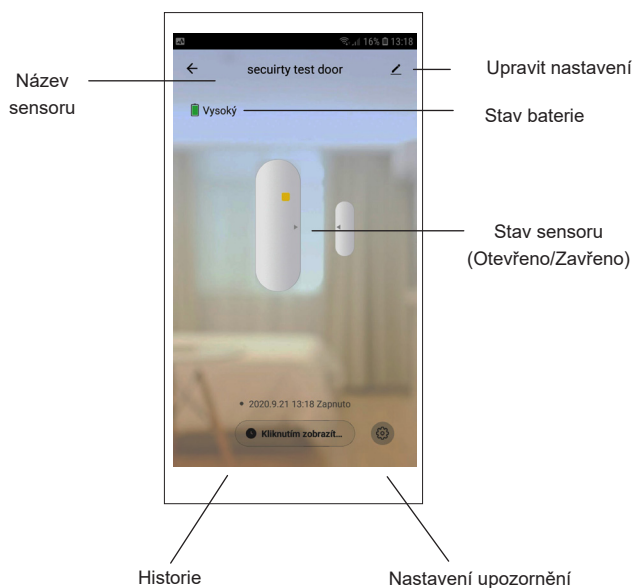 16% 13:18
secuirty test door
Název
sensoru
Upravit nastavení
Vysoký
Stav baterie
Stav sensoru
(Otevřeno/Zavřeno)
2020.9.21 13:18 Zapnuto
Kliknutím zobrazít...
Historie
Nastavení upozornění